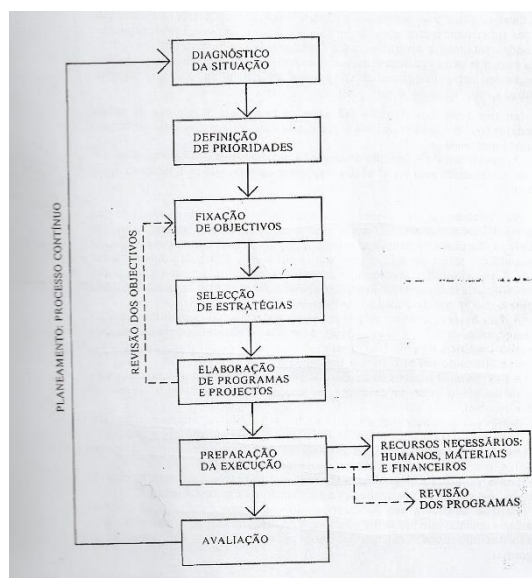 DIAGNÓSTICO
DA SITUAÇÃO
DEFINIÇÃO
DE PRIORIDADES
FIXAÇÃO
DE OBJECTIVOS
SELECÇÃO
DE ESTRATÉGIAS
ELABORAÇÃO
DE PROGRAMAS
E PROJECTOS
PREPARAÇÃO
DA EXECUÇÃO
RECURSOS NECESSÁRIOS:
HUMANOS, MATERIAIS
E FINANCEIROS
REVISÃO
DOS PROGRAMAS
AVALIAÇÃO
REVISÃO DOS OBJECTIVOS
PLANEAMENTO: PROCESSO CONTÍNUO